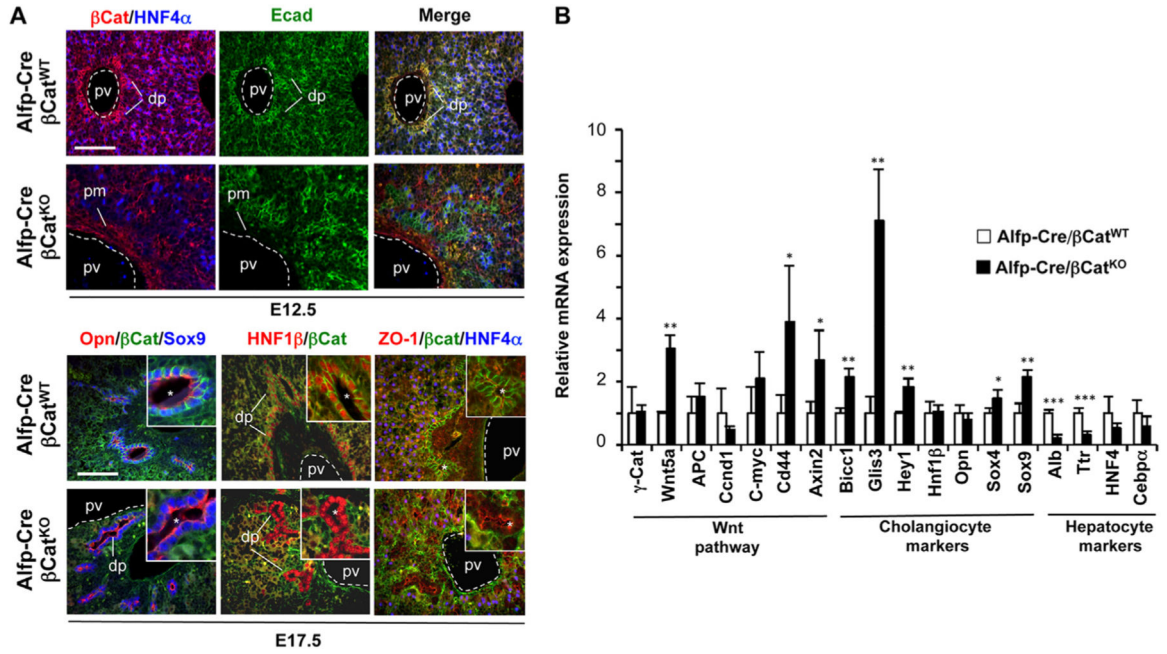 A
βCat/HNF4α
Ecad
Merge
Alfp-Cre
βCatWT
pv
dp
pv
dp
pv
dp
Alfp-Cre
βCatKO
pm
pv
pm
pv
pv
E12.5
Opn/βCat/Sox9
HNF1β/βCat
ZO-1/βcat/HNF4α
Alfp-Cre
βCatWT
*
dp
*
pv
*
*
pv
Alfp-Cre
βCatKO
pv
*
dp
dp
*
pv
*
pv
E17.5
B
Relative mRNA expression
10
8
6
4
2
0
Alfp-Cre/βCatWT
Alfp-Cre/βCatKO
**
*
*
**
**
**
*
**
***
***
γ-Cat
Wnt5a
APC
Ccnd1
C-myc
Cd44
Axin2
Bicc1
Glis3
Hey1
Hnf1β
Opn
Sox4
Sox9
Alb
Ttr
HNF4
Cebpα
Wnt
pathway
Cholangiocyte
markers
Hepatocyte
markers